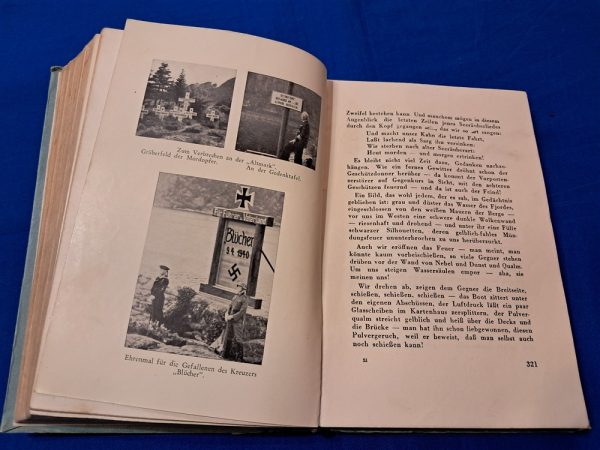 Zum Verbrechen an der „Altmark“.
Gräberfeld der Mordopfer.
An der Gedenktafel.
Für Führer u. Vaterland
Blücher
9.4.1940
Ehrenmal für die Gefallenen des Kreuzers
„Blücher“.
Zweifel bestehen kann. Und manchem mögen in diesem
Augenblick die letzten Zeilen jenes Seeräuberliedes
durch den Kopf gegangen das wir so oft sangen:
Und macht unser Kahn die letzte Fahrt,
Laßt lachend als Sarg ihn versinken:
Wir sterben nach alter Seeräuberart:
Heut morden — und morgen ertrinken!
Es bleibt nicht viel Zeit dazu, Gedanken nachzu-
hängen. Wie ein fernes Gewitter dröhnt schon der
Geschützdonner herüber — da kommt der Vorposten-
zerstörer auf Gegenkurs in Sicht, mit den achteren
Geschützen feuernd — und da ist auch der Feind!
Ein Bild, das wohl jedem, der es sah, im Gedächtnis
geblieben ist: grau und düster das Wasser des Fjordes,
eingeschlossen von den weißen Mauern der Berge —
vor uns im Westen eine schwere dunkle Wolkenwand
— riesenhaft und drohend — und unter ihr eine Fülle
schwarzer Silhouetten, deren gelblich-fahles Mün-
dungsfeuer ununterbrochen zu uns herüberzuckt.
Auch wir eröffnen das Feuer — man meint, man
könnte kaum vorbeischießen, so viele Gegner stehen
drüben vor der Wand von Nebel und Dunst und Qualm.
Um uns steigen Wassersäulen empor — aha, sie
meinen uns!
Wir drehen ab, zeigen dem Gegner die Breitseite,
schießen, schießen, schießen — das Boot zittert unter
den eigenen Abschüssen, der Luftdruck läßt ein paar
Glasscheiben im Kartenhaus zersplittern, der Pulver-
qualm streicht gelblich und heiß über die Decks und
die Brücke — man hat ihn schon liebgewonnen, diesen
Pulvergeruch, weil er beweist, daß man selbst auch
noch schießen kann!
21
321